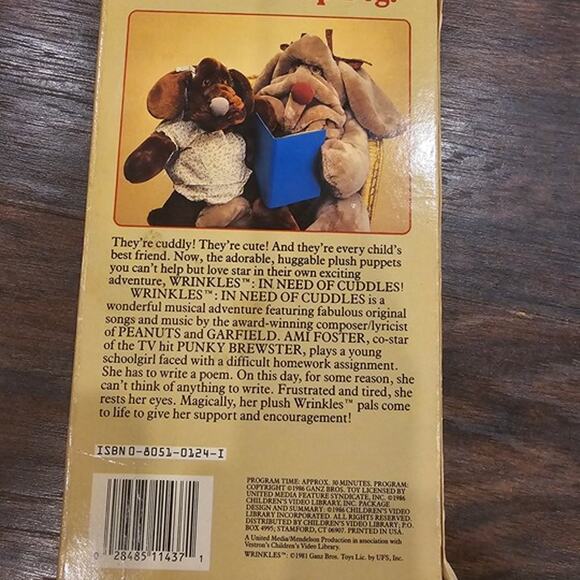 They're cuddly! They're cute! And they're every child's
best friend. Now, the adorable, huggable plush puppets
you can't help but love star in their own exciting
adventure, WRINKLES™: IN NEED OF CUDDLES!
WRINKLES™: IN NEED OF CUDDLES is a
wonderful musical adventure featuring fabulous original
songs and music by the award-winning composer/lyricist
of PEANUTS and GARFIELD. AMI FOSTER, co-star
of the TV hit PUNKY BREWSTER, plays a young
schoolgirl faced with a difficult homework assignment.
She has to write a poem. On this day, for some reason, she
can't think of anything to write. Frustrated and tired, she
rests her eyes. Magically, her plush Wrinkles™ pals come
to life to give her support and encouragement!
ISBN 0-8051-0124-1
PROGRAM TIME: APPROX. 30 MINUTES. PROGRAM:
COPYRIGHT ©1986 GANZ BROS. TOY LICENSED BY
UNITED MEDIA FEATURE SYNDICATE, INC. ©1986
CHILDREN'S VIDEO LIBRARY, INC. PACKAGE
DESIGN AND SUMMARY: ©1986 CHILDREN'S VIDEO
LIBRARY INCORPORATED. ALL RIGHTS RESERVED.
DISTRIBUTED BY CHILDREN'S VIDEO LIBRARY; P.O.
BOX 4995; STAMFORD, CT 06907. PRINTED IN USA.
A United Media/Mendelson Production in association with
Vestron's Children's Video Library.
WRINKLES™: ©1981 Ganz Bros. Toys Lic. by UFS, Inc.
0 28485 11437 1